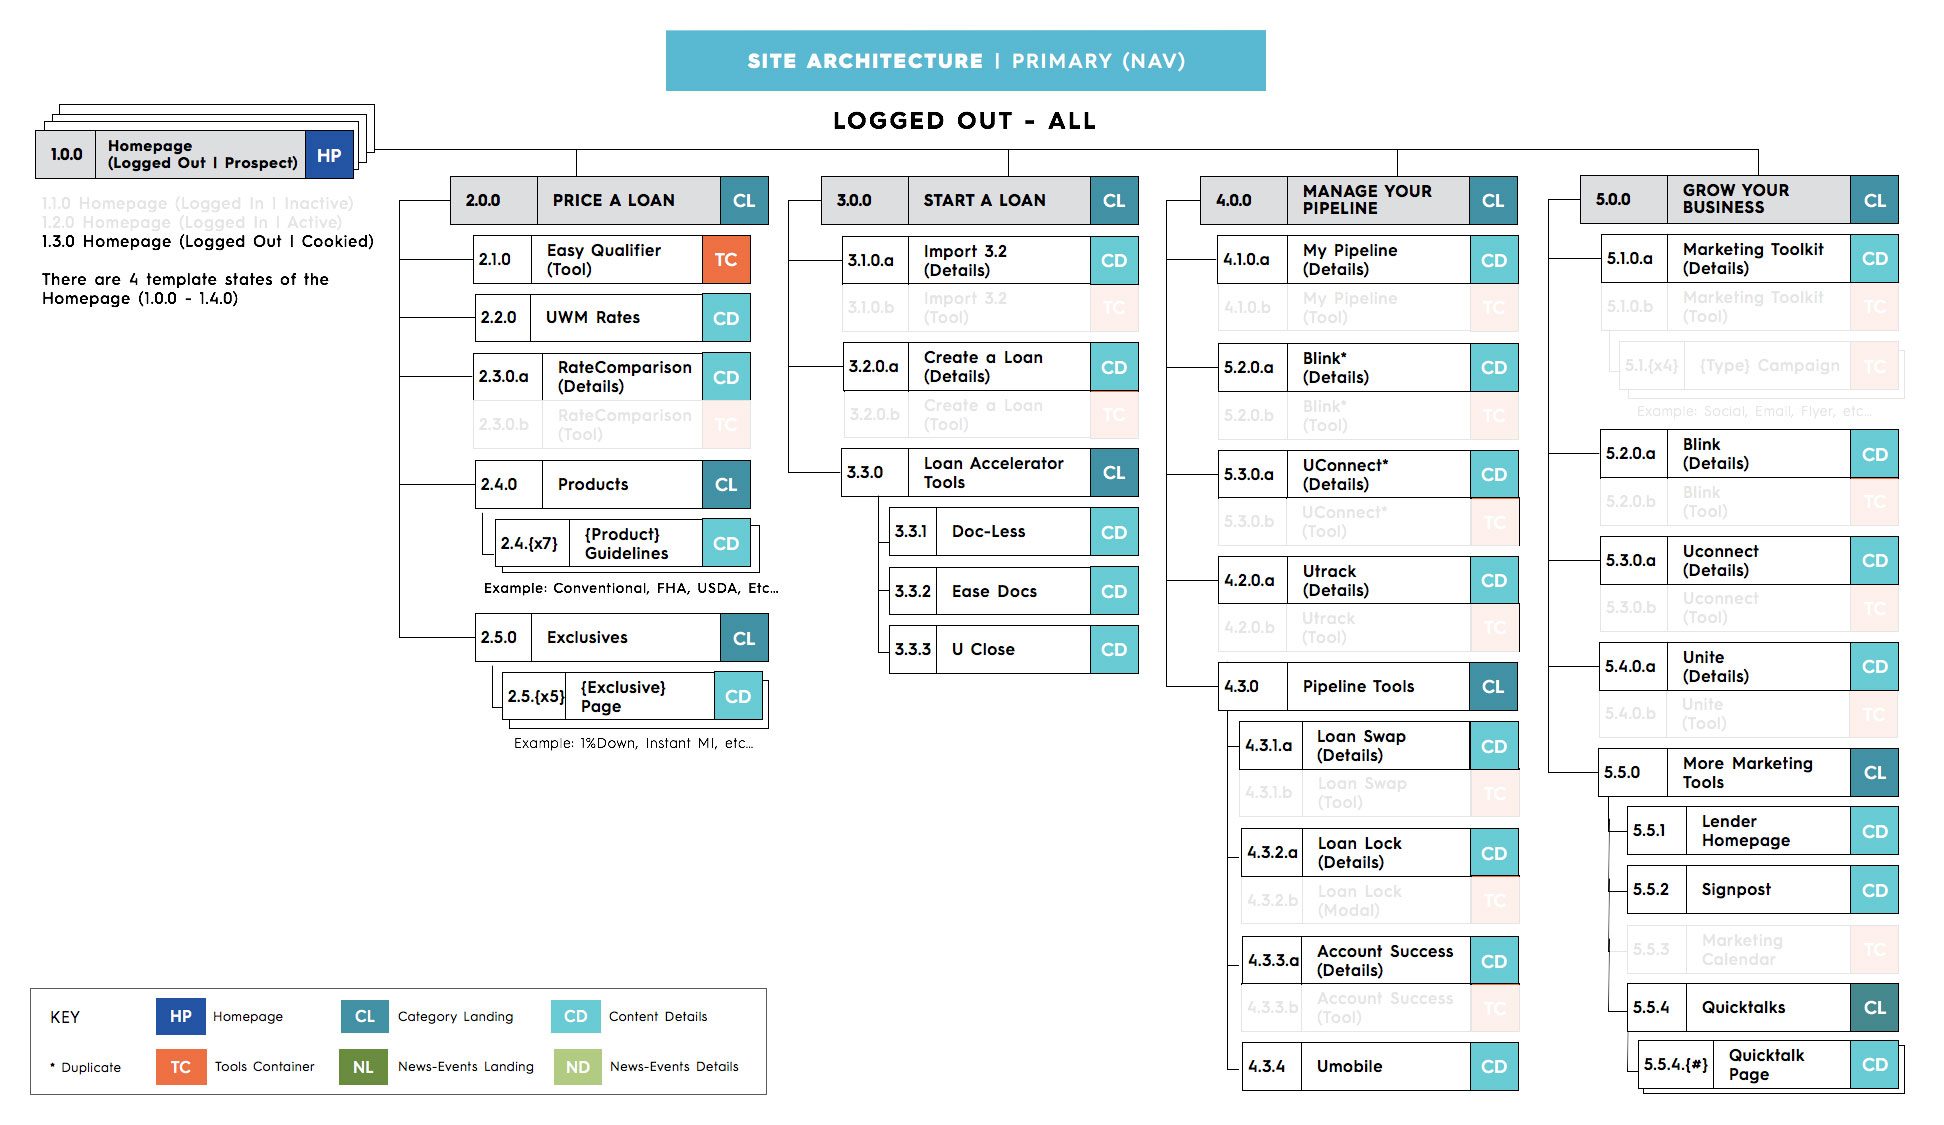 SITE ARCHITECTURE | PRIMARY (NAV)
LOGGED OUT - ALL
1.0.0
Homepage
(Logged Out | Prospect)
HP
1.1.0 Homepage (Logged In | Inactive)
1.2.0 Homepage (Logged In | Active)
1.3.0 Homepage (Logged Out | Cookied)
There are 4 template states of the
Homepage (1.0.0 - 1.4.0)
2.0.0
PRICE A LOAN
CL
2.1.0
Easy Qualifier
(Tool)
TC
2.2.0
UWM Rates
CD
2.3.0.a
RateComparison
(Details)
CD
2.3.0.b
RateComparison
(Tool)
TC
2.4.0
Products
CL
2.4.{x7}
{Product}
Guidelines
CD
Example: Conventional, FHA, USDA, Etc...
2.5.0
Exclusives
CL
2.5.{x5}
{Exclusive}
Page
CD
Example: 1%Down, Instant MI, etc...
3.0.0
START A LOAN
CL
3.1.0.a
Import 3.2
(Details)
CD
3.1.0.b
Import 3.2
(Tool)
TC
3.2.0.a
Create a Loan
(Details)
CD
3.2.0.b
Create a Loan
(Tool)
TC
3.3.0
Loan Accelerator
Tools
CL
3.3.1
Doc-Less
CD
3.3.2
Ease Docs
CD
3.3.3
U Close
CD
4.0.0
MANAGE YOUR
PIPELINE
CL
4.1.0.a
My Pipeline
(Details)
CD
4.1.0.b
My Pipeline
(Tool)
TC
5.2.0.a
Blink*
(Details)
CD
5.2.0.b
Blink*
(Tool)
TC
5.3.0.a
UConnect*
(Details)
CD
5.3.0.b
UConnect*
(Tool)
TC
4.2.0.a
Utrack
(Details)
CD
4.2.0.b
Utrack
(Tool)
TC
4.3.0
Pipeline Tools
CL
4.3.1.a
Loan Swap
(Details)
CD
4.3.1.b
Loan Swap
(Tool)
TC
4.3.2.a
Loan Lock
(Details)
CD
4.3.2.b
Loan Lock
(Modal)
TC
4.3.3.a
Account Success
(Details)
CD
4.3.3.b
Account Success
(Tool)
TC
4.3.4
Umobile
CD
5.0.0
GROW YOUR
BUSINESS
CL
5.1.0.a
Marketing Toolkit
(Details)
CD
5.1.0.b
Marketing Toolkit
(Tool)
TC
5.1.{x4}
{Type} Campaign
TC
Example: Social, Email, Flyer, etc...
5.2.0.a
Blink
(Details)
CD
5.2.0.b
Blink
(Tool)
TC
5.3.0.a
Uconnect
(Details)
CD
5.3.0.b
Uconnect
(Tool)
TC
5.4.0.a
Unite
(Details)
CD
5.4.0.b
Unite
(Tool)
TC
5.5.0
More Marketing
Tools
CL
5.5.1
Lender
Homepage
CD
5.5.2
Signpost
CD
5.5.3
Marketing
Calendar
TC
5.5.4
Quicktalks
CL
5.5.4.{#}
Quicktalk
Page
CD
KEY
HP Homepage
CL Category Landing
CD Content Details
* Duplicate
TC Tools Container
NL News-Events Landing
ND News-Events Details